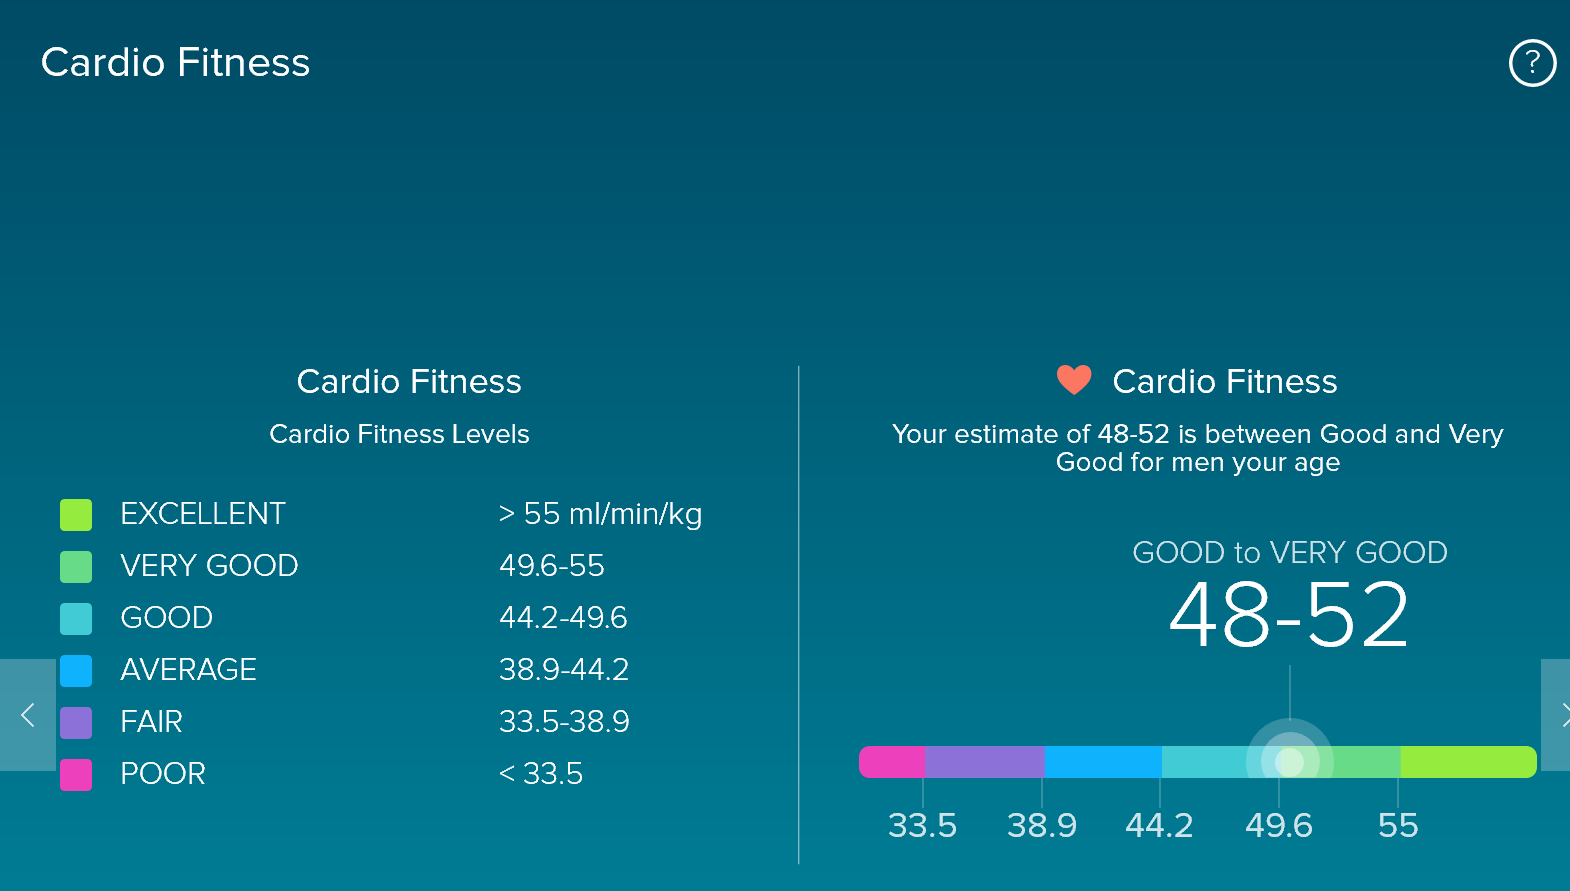 Cardio Fitness
?
Cardio Fitness
Cardio Fitness Levels
EXCELLENT > 55 ml/min/kg
VERY GOOD 49.6-55
GOOD 44.2-49.6
AVERAGE 38.9-44.2
FAIR 33.5-38.9
POOR < 33.5
Cardio Fitness
Your estimate of 48-52 is between Good and Very
Good for men your age
GOOD to VERY GOOD
48-52
33.5 38.9 44.2 49.6 55